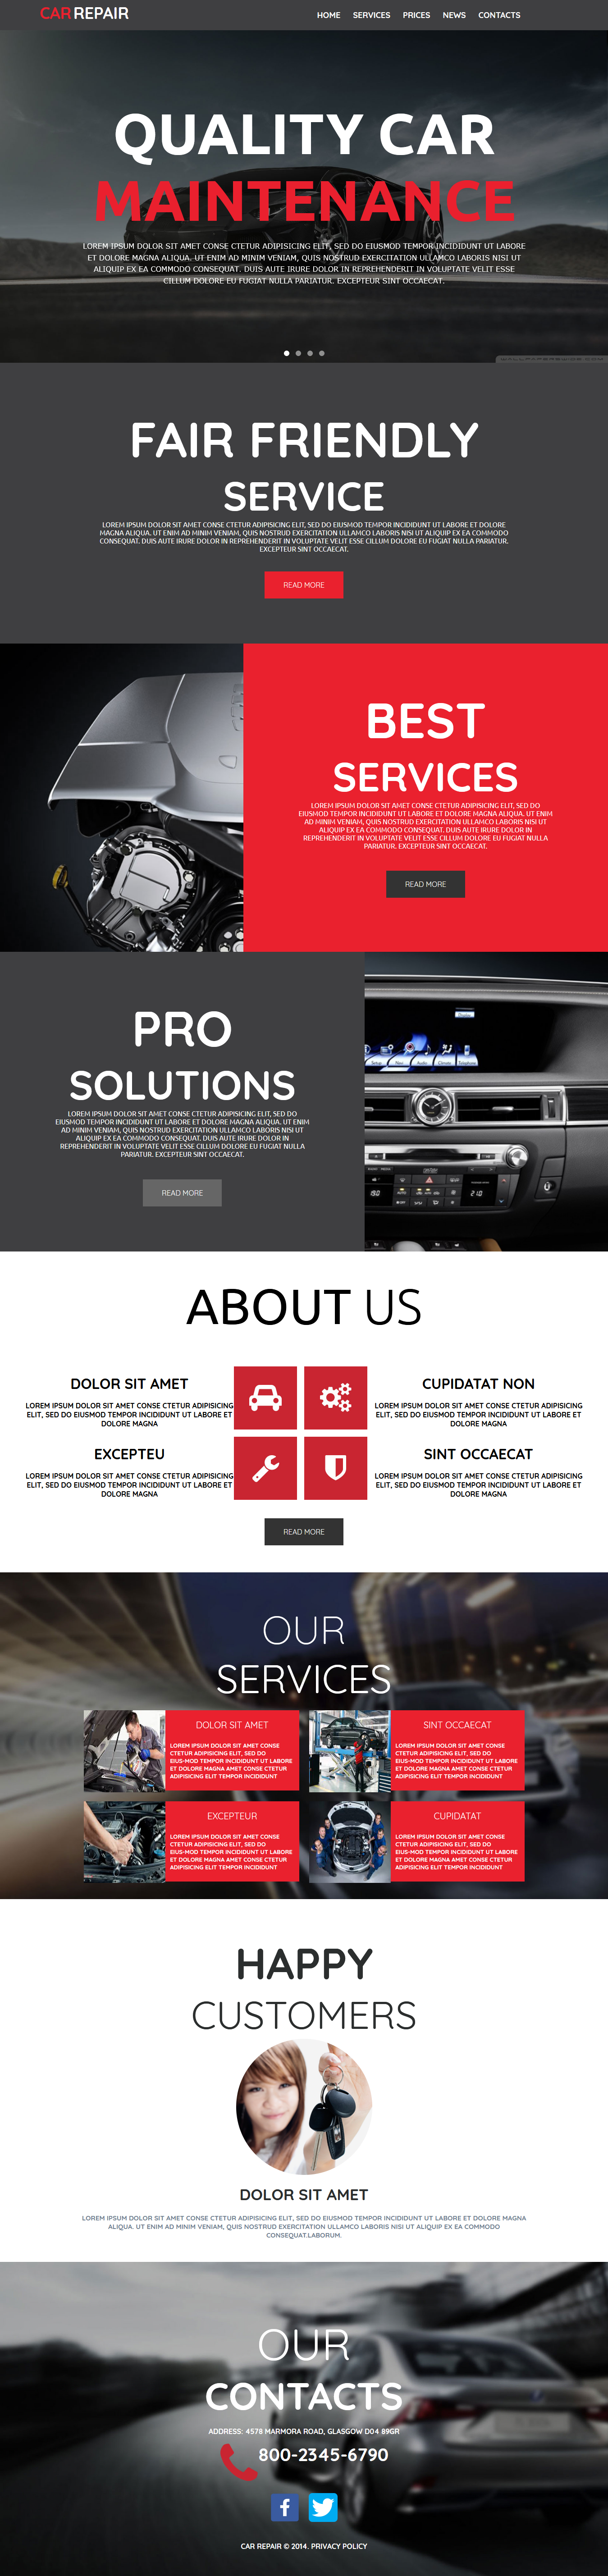 CAR REPAIR
HOME SERVICES PRICES NEWS CONTACTS
QUALITY CAR
MAINTENANCE
LOREM IPSUM DOLOR SIT AMET CONSE CTETUR ADIPISICING ELIT, SED DO EIUSMOD TEMPOR INCIDIDUNT UT LABORE
ET DOLORE MAGNA ALIQUA. UT ENIM AD MINIM VENIAM, QUIS NOSTRUD EXERCITATION ULLAMCO LABORIS NISI UT
ALIQUIP EX EA COMMODO CONSEQUAT. DUIS AUTE IRURE DOLOR IN REPREHENDERIT IN VOLUPTATE VELIT ESSE
CILLUM DOLORE EU FUGIAT NULLA PARIATUR. EXCEPTEUR SINT OCCAECAT.
FAIR FRIENDLY
SERVICE
LOREM IPSUM DOLOR SIT AMET CONSE CTETUR ADIPISICING ELIT, SED DO EIUSMOD TEMPOR INCIDIDUNT UT LABORE ET DOLORE
MAGNA ALIQUA. UT ENIM AD MINIM VENIAM, QUIS NOSTRUD EXERCITATION ULLAMCO LABORIS NISI UT ALIQUIP EX EA COMMODO
CONSEQUAT. DUIS AUTE IRURE DOLOR IN REPREHENDERIT IN VOLUPTATE VELIT ESSE CILLUM DOLORE EU FUGIAT NULLA PARIATUR.
EXCEPTEUR SINT OCCAECAT.
READ MORE
BEST
SERVICES
LOREM IPSUM DOLOR SIT AMET CONSE CTETUR ADIPISICING ELIT, SED DO
EIUSMOD TEMPOR INCIDIDUNT UT LABORE ET DOLORE MAGNA ALIQUA. UT ENIM
AD MINIM VENIAM, QUIS NOSTRUD EXERCITATION ULLAMCO LABORIS NISI UT
ALIQUIP EX EA COMMODO CONSEQUAT. DUIS AUTE IRURE DOLOR IN
REPREHENDERIT IN VOLUPTATE VELIT ESSE CILLUM DOLORE EU FUGIAT NULLA
PARIATUR. EXCEPTEUR SINT OCCAECAT.
READ MORE
PRO
SOLUTIONS
LOREM IPSUM DOLOR SIT AMET CONSE CTETUR ADIPISICING ELIT, SED DO
EIUSMOD TEMPOR INCIDIDUNT UT LABORE ET DOLORE MAGNA ALIQUA. UT ENIM
AD MINIM VENIAM, QUIS NOSTRUD EXERCITATION ULLAMCO LABORIS NISI UT
ALIQUIP EX EA COMMODO CONSEQUAT. DUIS AUTE IRURE DOLOR IN
REPREHENDERIT IN VOLUPTATE VELIT ESSE CILLUM DOLORE EU FUGIAT NULLA
PARIATUR. EXCEPTEUR SINT OCCAECAT.
READ MORE
ABOUT US
DOLOR SIT AMET
LOREM IPSUM DOLOR SIT AMET CONSE CTETUR ADIPISICING
ELIT, SED DO EIUSMOD TEMPOR INCIDIDUNT UT LABORE ET
DOLORE MAGNA
CUPIDATAT NON
LOREM IPSUM DOLOR SIT AMET CONSE CTETUR ADIPISICING
ELIT, SED DO EIUSMOD TEMPOR INCIDIDUNT UT LABORE ET
DOLORE MAGNA
EXCEPTEU
LOREM IPSUM DOLOR SIT AMET CONSE CTETUR ADIPISICING
ELIT, SED DO EIUSMOD TEMPOR INCIDIDUNT UT LABORE ET
DOLORE MAGNA
SINT OCCAECAT
LOREM IPSUM DOLOR SIT AMET CONSE CTETUR ADIPISICING
ELIT, SED DO EIUSMOD TEMPOR INCIDIDUNT UT LABORE ET
DOLORE MAGNA
READ MORE
OUR
SERVICES
DOLOR SIT AMET
LOREM IPSUM DOLOR SIT AMET CONSE
CTETUR ADIPISICING ELIT, SED DO
EIUS-MOD TEMPOR INCIDIDUNT UT LABORE
ET DOLORE MAGNA AMET CONSE CTETUR
ADIPISICING ELIT TEMPOR INCIDIDUNT
SINT OCCAECAT
LOREM IPSUM DOLOR SIT AMET CONSE
CTETUR ADIPISICING ELIT, SED DO
EIUS-MOD TEMPOR INCIDIDUNT UT LABORE
ET DOLORE MAGNA AMET CONSE CTETUR
ADIPISICING ELIT TEMPOR INCIDIDUNT
EXCEPTEUR
LOREM IPSUM DOLOR SIT AMET CONSE
CTETUR ADIPISICING ELIT, SED DO
EIUS-MOD TEMPOR INCIDIDUNT UT LABORE
ET DOLORE MAGNA AMET CONSE CTETUR
ADIPISICING ELIT TEMPOR INCIDIDUNT
CUPIDATAT
LOREM IPSUM DOLOR SIT AMET CONSE
CTETUR ADIPISICING ELIT, SED DO
EIUS-MOD TEMPOR INCIDIDUNT UT LABORE
ET DOLORE MAGNA AMET CONSE CTETUR
ADIPISICING ELIT TEMPOR INCIDIDUNT
HAPPY
CUSTOMERS
DOLOR SIT AMET
LOREM IPSUM DOLOR SIT AMET CONSE CTETUR ADIPISICING ELIT, SED DO EIUSMOD TEMPOR INCIDIDUNT UT LABORE ET DOLORE MAGNA
ALIQUA. UT ENIM AD MINIM VENIAM, QUIS NOSTRUD EXERCITATION ULLAMCO LABORIS NISI UT ALIQUIP EX EA COMMODO
CONSEQUAT.LABORUM.
OUR
CONTACTS
ADDRESS: 4578 MARMORA ROAD, GLASGOW D04 89GR
800-2345-6790
CAR REPAIR © 2014. PRIVACY POLICY